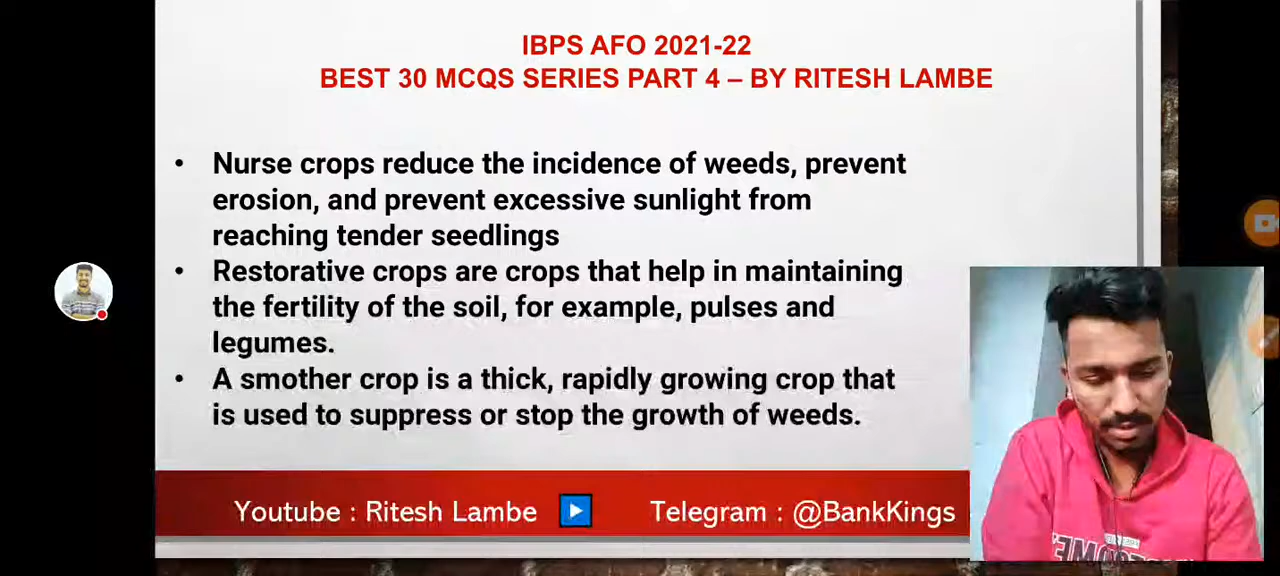 IBPS AFO 2021-22
BEST 30 MCQS SERIES PART 4 – BY RITESH LAMBE
• Nurse crops reduce the incidence of weeds, prevent
erosion, and prevent excessive sunlight from
reaching tender seedlings
• Restorative crops are crops that help in maintaining
the fertility of the soil, for example, pulses and
legumes.
• A smother crop is a thick, rapidly growing crop that
is used to suppress or stop the growth of weeds.
Youtube : Ritesh Lambe
Telegram : @BankKings